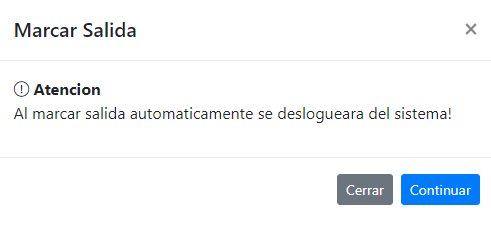 Marcar Salida
×
Atencion
Al marcar salida automaticamente se deslogueara del sistema!
Cerrar
Continuar